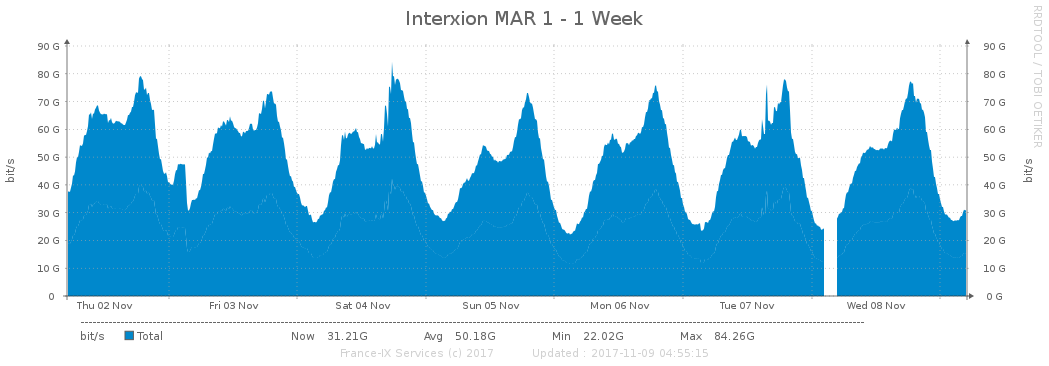 Interxion MAR 1 - 1 Week
RRDTOOL / TOBI OETIKER
bit/s
90 G 90 G
80 G 80 G
70 G 70 G
60 G 60 G
50 G 50 G
40 G 40 G
30 G 30 G
20 G 20 G
10 G 10 G
0 0 G
bit/s
Thu 02 Nov Fri 03 Nov Sat 04 Nov Sun 05 Nov Mon 06 Nov Tue 07 Nov Wed 08 Nov
bit/s Total Now 31.21G Avg 50.18G Min 22.02G Max 84.26G
France-IX Services (c) 2017 Updated : 2017-11-09 04:55:15